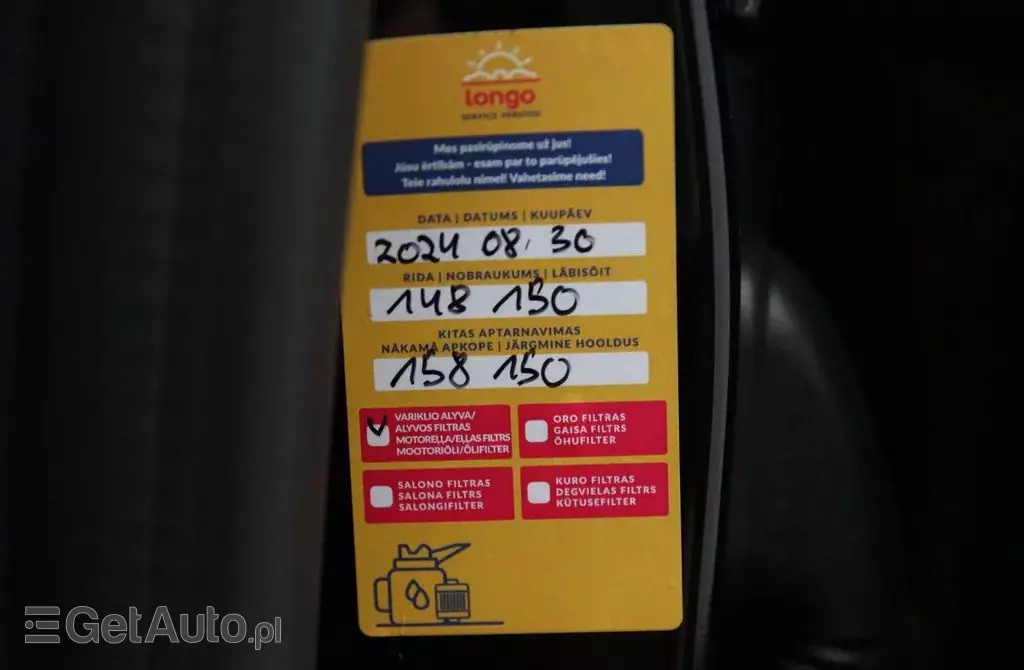 longo
Mes pasirūpinome už jus!
Jūsu ērtībām - esam par to parūpējušies!
Teie rahulolu nimel! Vahetasime need!
DATA | DATUMS | KUUPÄEV
2024 08. 30
RIDA | NOBRAUKUMS | LÄBISÕIT
148 150
KITAS APTARNAVIMAS
NĀKAMĀ APKOPE | JÄRGMINE HOOLDUS
158 150
VARIKLIO ALYVA/
ALYVOS FILTRAS
MOTOREĻĻA/EĻĻAS FILTRS
MOOTORIÕLI/ÕLIFILTER
ORO FILTRAS
GAISA FILTRS
ÕHUFILTER
SALONO FILTRAS
SALONA FILTRS
SALONGIFILTER
KURO FILTRAS
DEGVIELAS FILTRS
KÜTUSEFILTER
GetAuto.pl